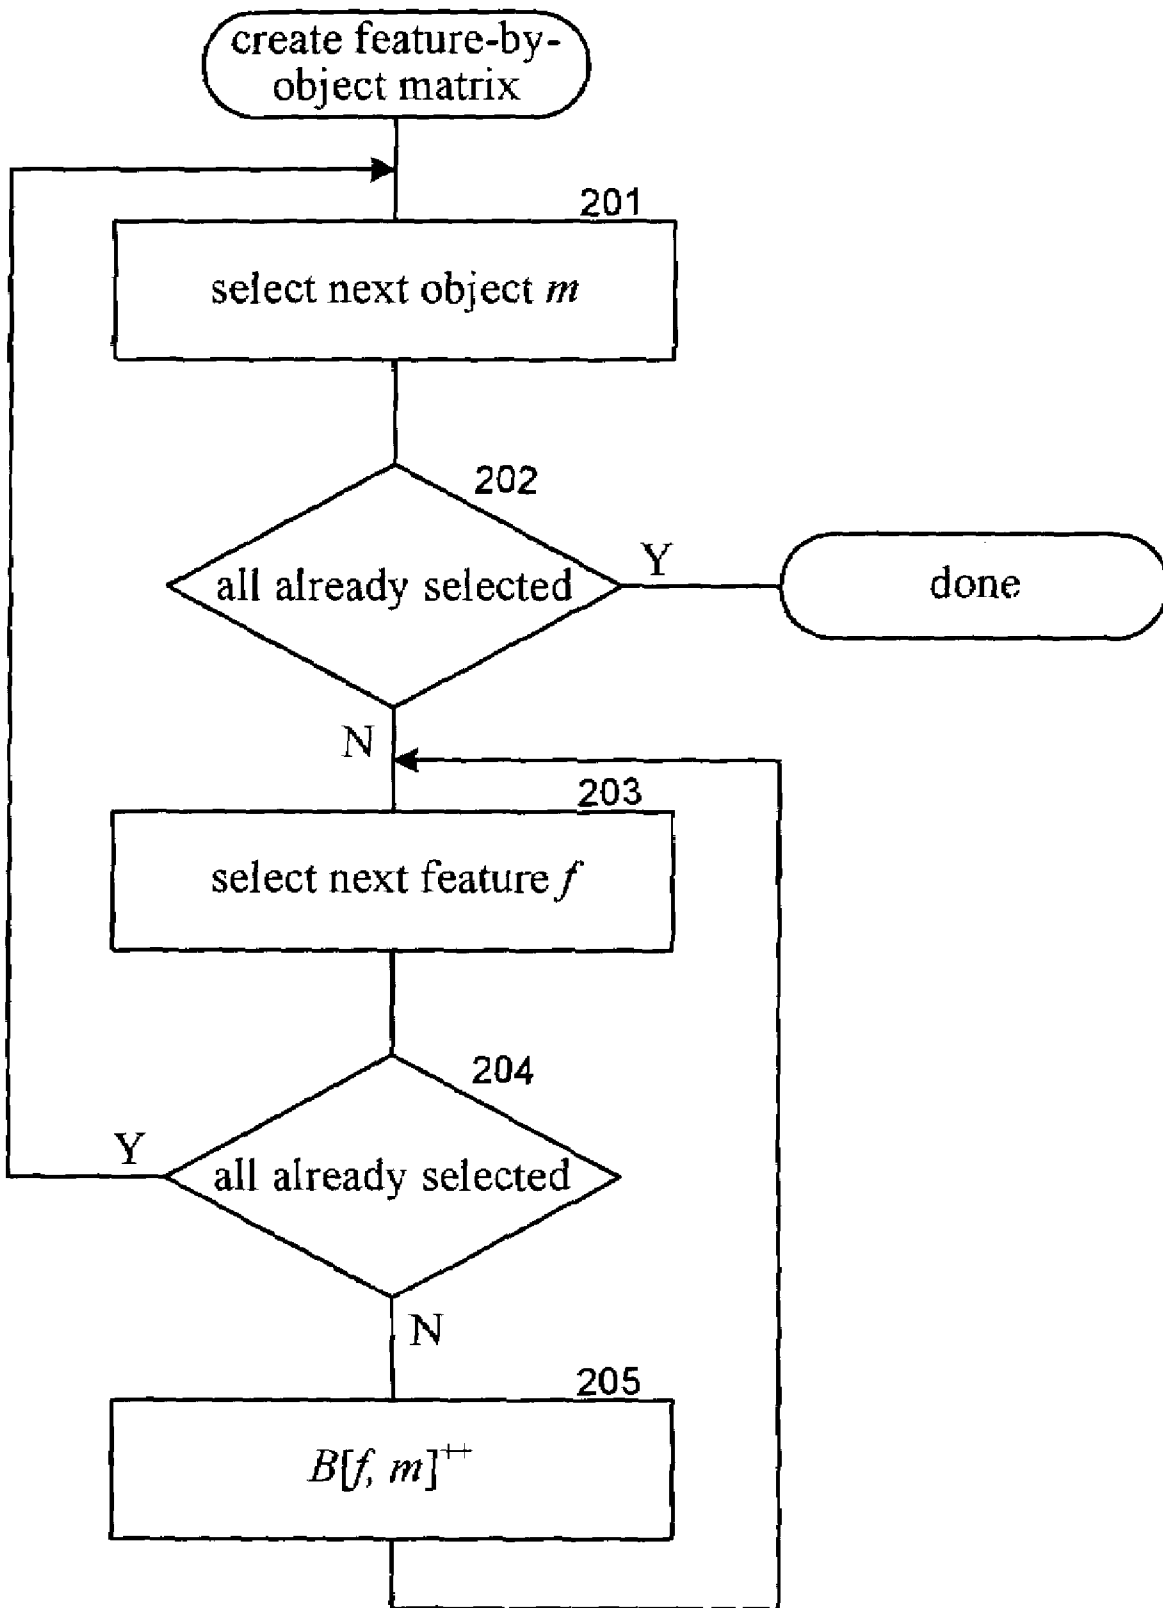 create feature-by-
object matrix
201
select next object m
202
all already selected
Y
done
N
203
select next feature f
204
Y
all already selected
N
205
B[f, m]++